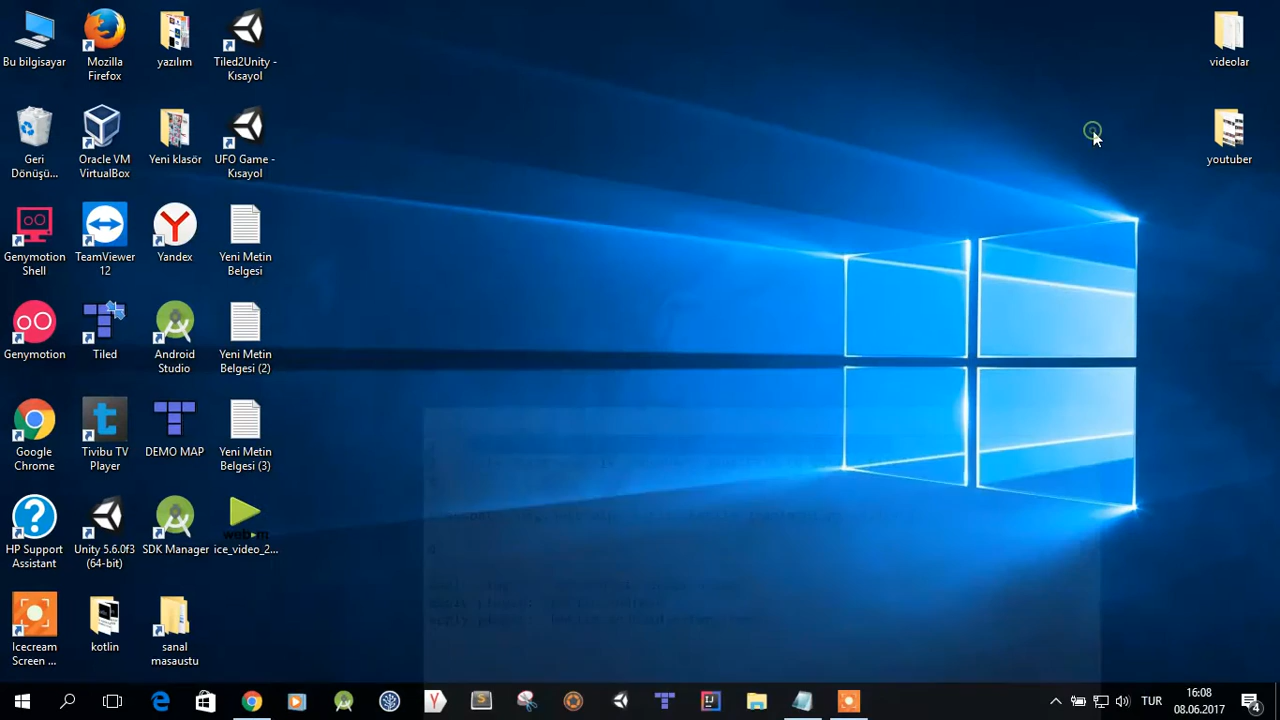 Bu bilgisayar
Mozilla
Firefox
yazılım
Tiled2Unity -
Kısayol
videolar
Geri
Dönüşü...
Oracle VM
VirtualBox
Yeni klasör
UFO Game -
Kısayol
youtuber
Genymotion
Shell
TeamViewer
12
Yandex
Yeni Metin
Belgesi
Genymotion
Tiled
Android
Studio
Yeni Metin
Belgesi (2)
Google
Chrome
Tivibu TV
Player
DEMO MAP
Yeni Metin
Belgesi (3)
HP Support
Assistant
Unity 5.6.0f3
(64-bit)
SDK Manager
ice_video_2...
Icecream
Screen ...
kotlin
sanal
masaustu
TUR
16:08
08.06.2017
4